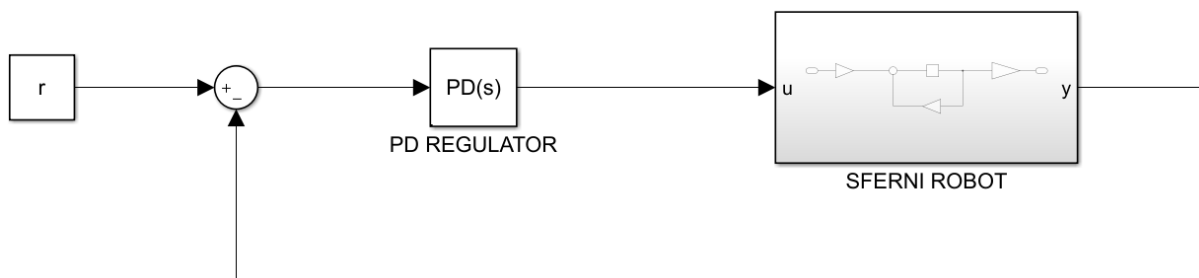 r
+
−
PD(s)
PD REGULATOR
u
y
SFERNI ROBOT